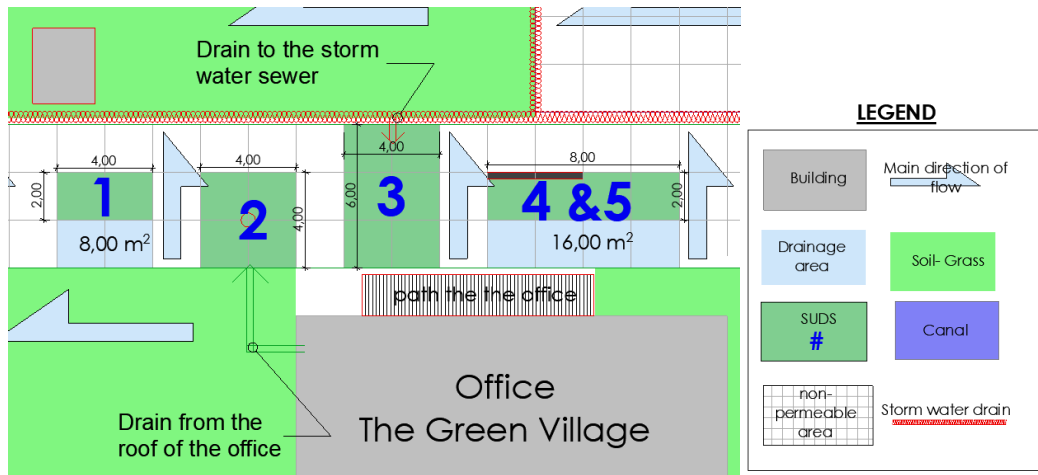 Drain to the storm
water sewer
4,00
4,00
4,00
8,00
2,00
1
2
4,00
6,00
3
4 &5
2,00
8,00 m²
16,00 m²
path the the office
Office
The Green Village
Drain from the
roof of the office
LEGEND
Building
Main direction of
flow
Drainage
area
Soil- Grass
SUDS
#
Canal
non-
permeable
area
Storm water drain